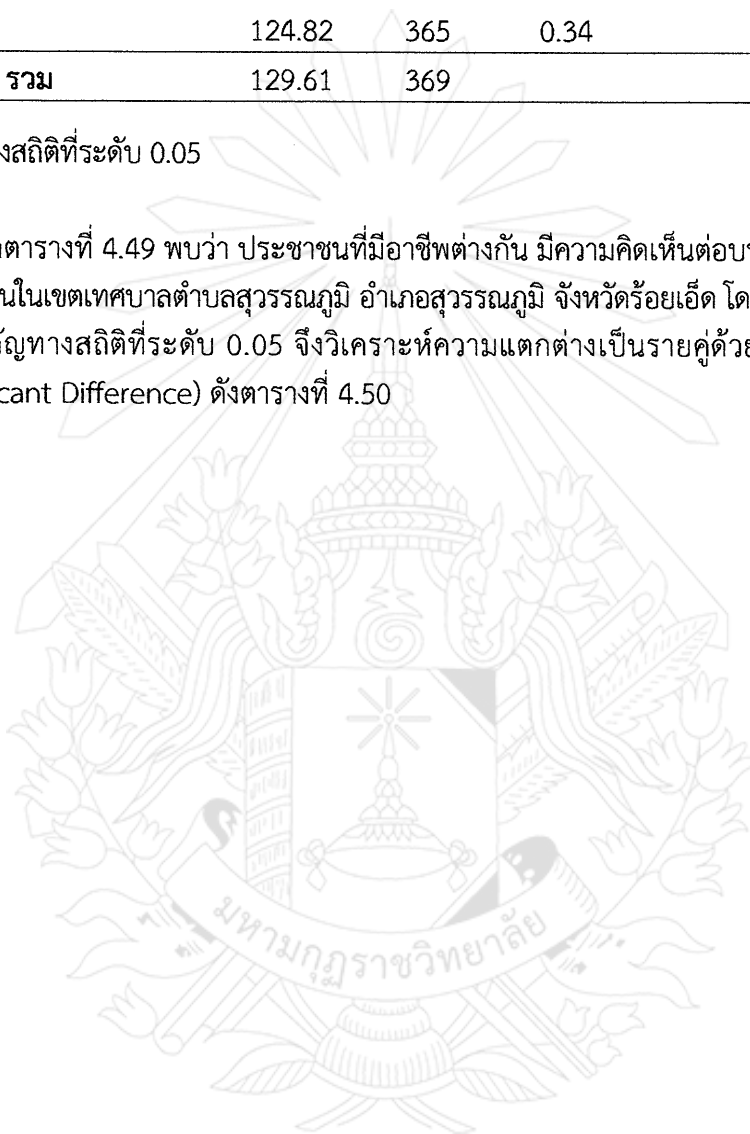 124.82 365 0.34
รวม 129.61 369
งสถิติที่ระดับ 0.05
ตารางที่ 4.49 พบว่า ประชาชนที่มีอาชีพต่างกัน มีความคิดเห็นต่อบ
นในเขตเทศบาลตำบลสุวรรณภูมิ อำเภอสุวรรณภูมิ จังหวัดร้อยเอ็ด โด
ัญทางสถิติที่ระดับ 0.05 จึงวิเคราะห์ความแตกต่างเป็นรายคู่ด้วย
cant Difference) ดังตารางที่ 4.50
มหามกุฏราชวิทยาลัย